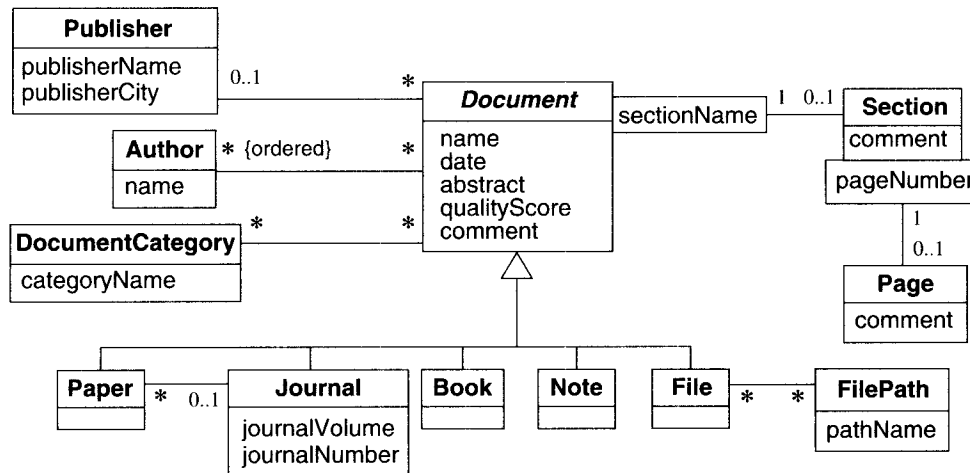 Publisher
publisherName
publisherCity
0..1
*
Document
name
date
abstract
qualityScore
comment
sectionName
1 0..1
Section
comment
pageNumber
1
0..1
Page
comment
Author
name
* {ordered} *
DocumentCategory
categoryName
* *
Paper
* 0..1
Journal
journalVolume
journalNumber
Book
Note
File
* *
FilePath
pathName